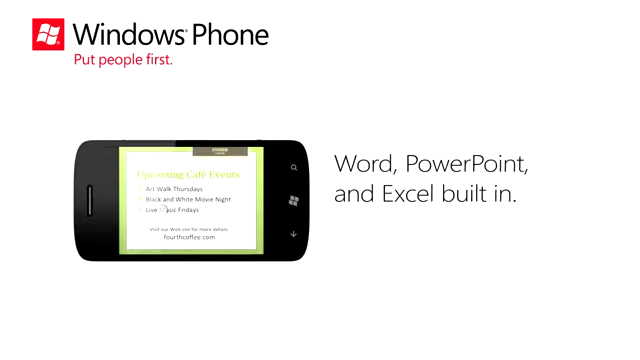 Windows Phone
Put people first.
Upcoming Café Events
Art Walk Thursdays
Black and White Movie Night
Live Music Fridays
Visit our Web site for more details
fourthcoffee.com
Word, PowerPoint,
and Excel built in.